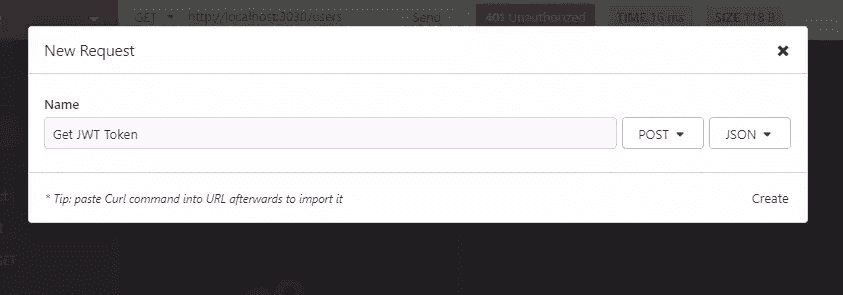 GET http://localhost:3030/users Send 401 Unauthorized TIME 16 ms SIZE 118 B
New Request
Name
Get JWT Token POST JSON
* Tip: paste Curl command into URL afterwards to import it Create